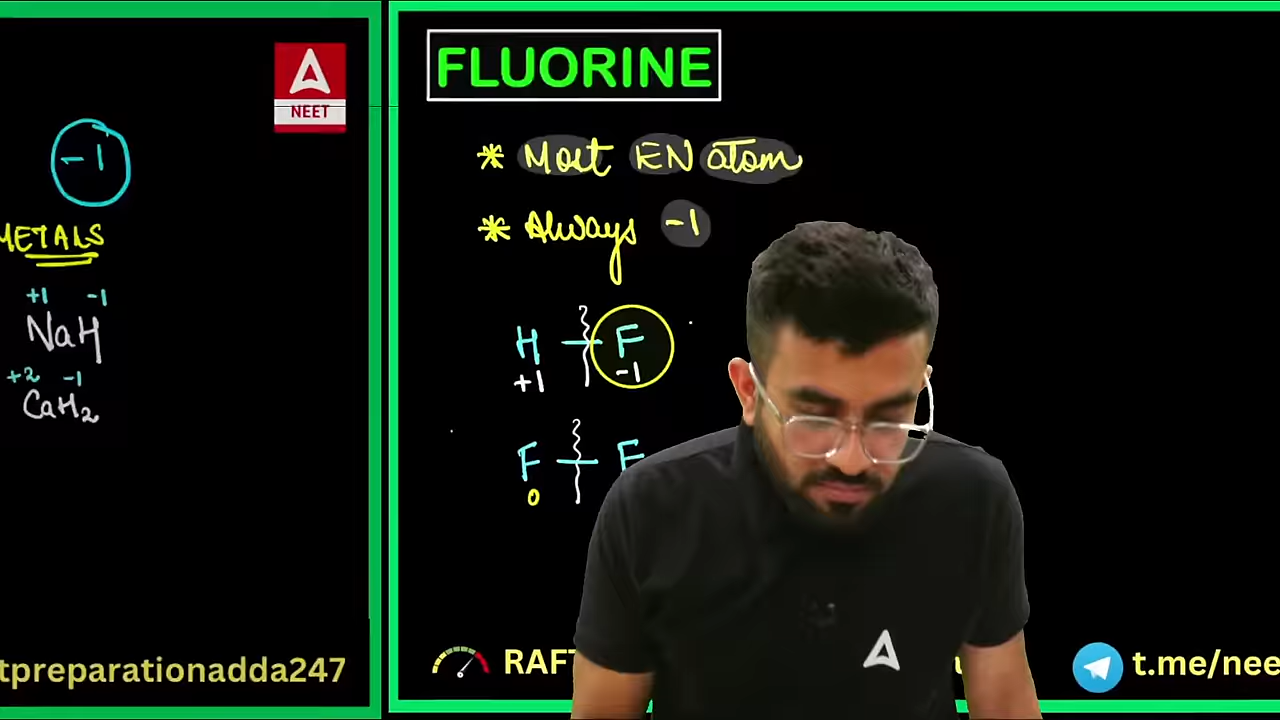 NEET
-1
METALS
+1 -1
NaH
+2 -1
CaH2
tpreparationadda247
FLUORINE
* Most EN atom
* Always -1
H F
+1 -1
F F
0
RAFT
t.me/nee